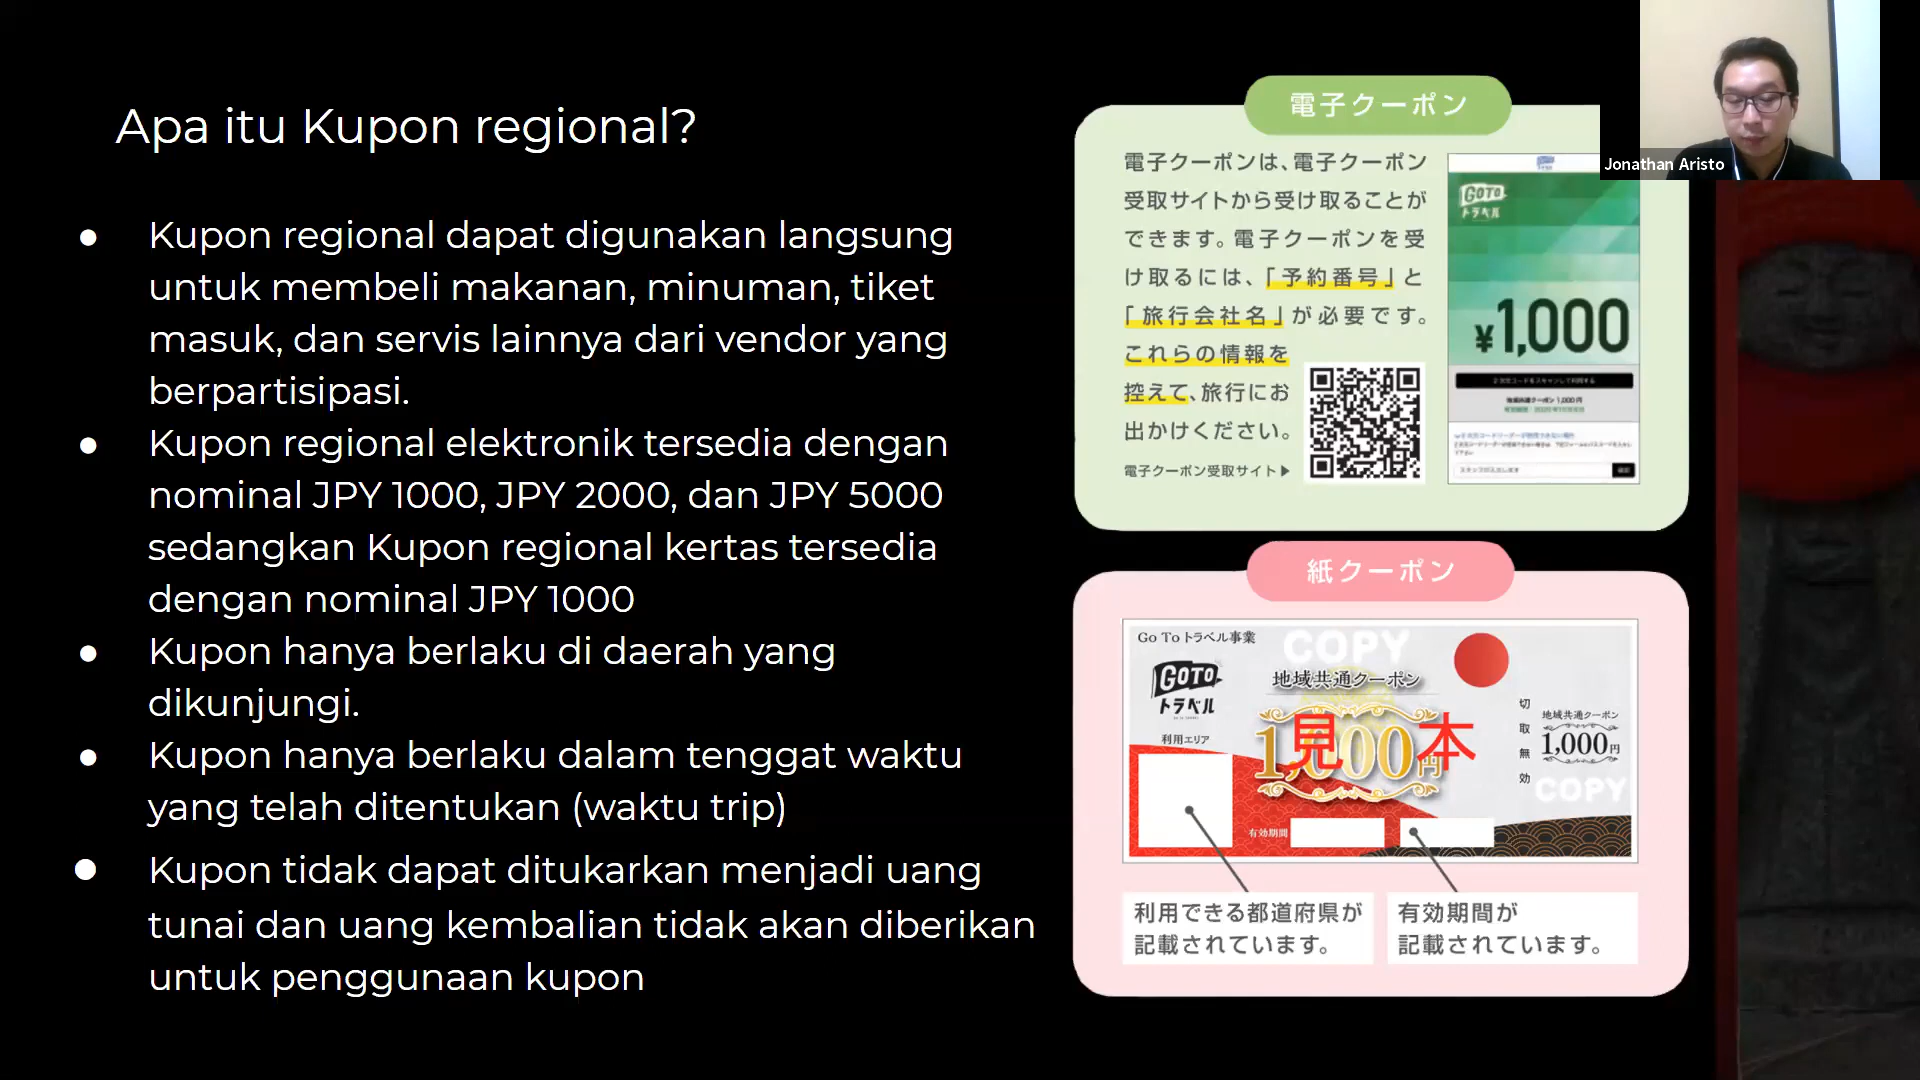 Apa itu Kupon regional?
Kupon regional dapat digunakan langsung
untuk membeli makanan, minuman, tiket
masuk, dan servis lainnya dari vendor yang
berpartisipasi.
Kupon regional elektronik tersedia dengan
nominal JPY 1000, JPY 2000, dan JPY 5000
sedangkan Kupon regional kertas tersedia
dengan nominal JPY 1000
Kupon hanya berlaku di daerah yang
dikunjungi.
Kupon hanya berlaku dalam tenggat waktu
yang telah ditentukan (waktu trip)
Kupon tidak dapat ditukarkan menjadi uang
tunai dan uang kembalian tidak akan diberikan
untuk penggunaan kupon
電子クーポン
電子クーポンは、電子クーポン
受取サイトから受け取ることが
できます。電子クーポンを受
け取るには、「予約番号」と
「旅行会社名」が必要です。
これらの情報を
控えて、旅行にお
出かけください。
電子クーポン受取サイト▶
GOTO
トラベル
¥1,000
地域共通クーポン 1,000円
Jonathan Aristo
紙クーポン
Go To トラベル事業
COPY
GOTO
トラベル
地域共通クーポン
1,000円
見本
利用エリア
有効期間
切取無効
地域共通クーポン
1,000円
COPY
利用できる都道府県が
記載されています。
有効期間が
記載されています。